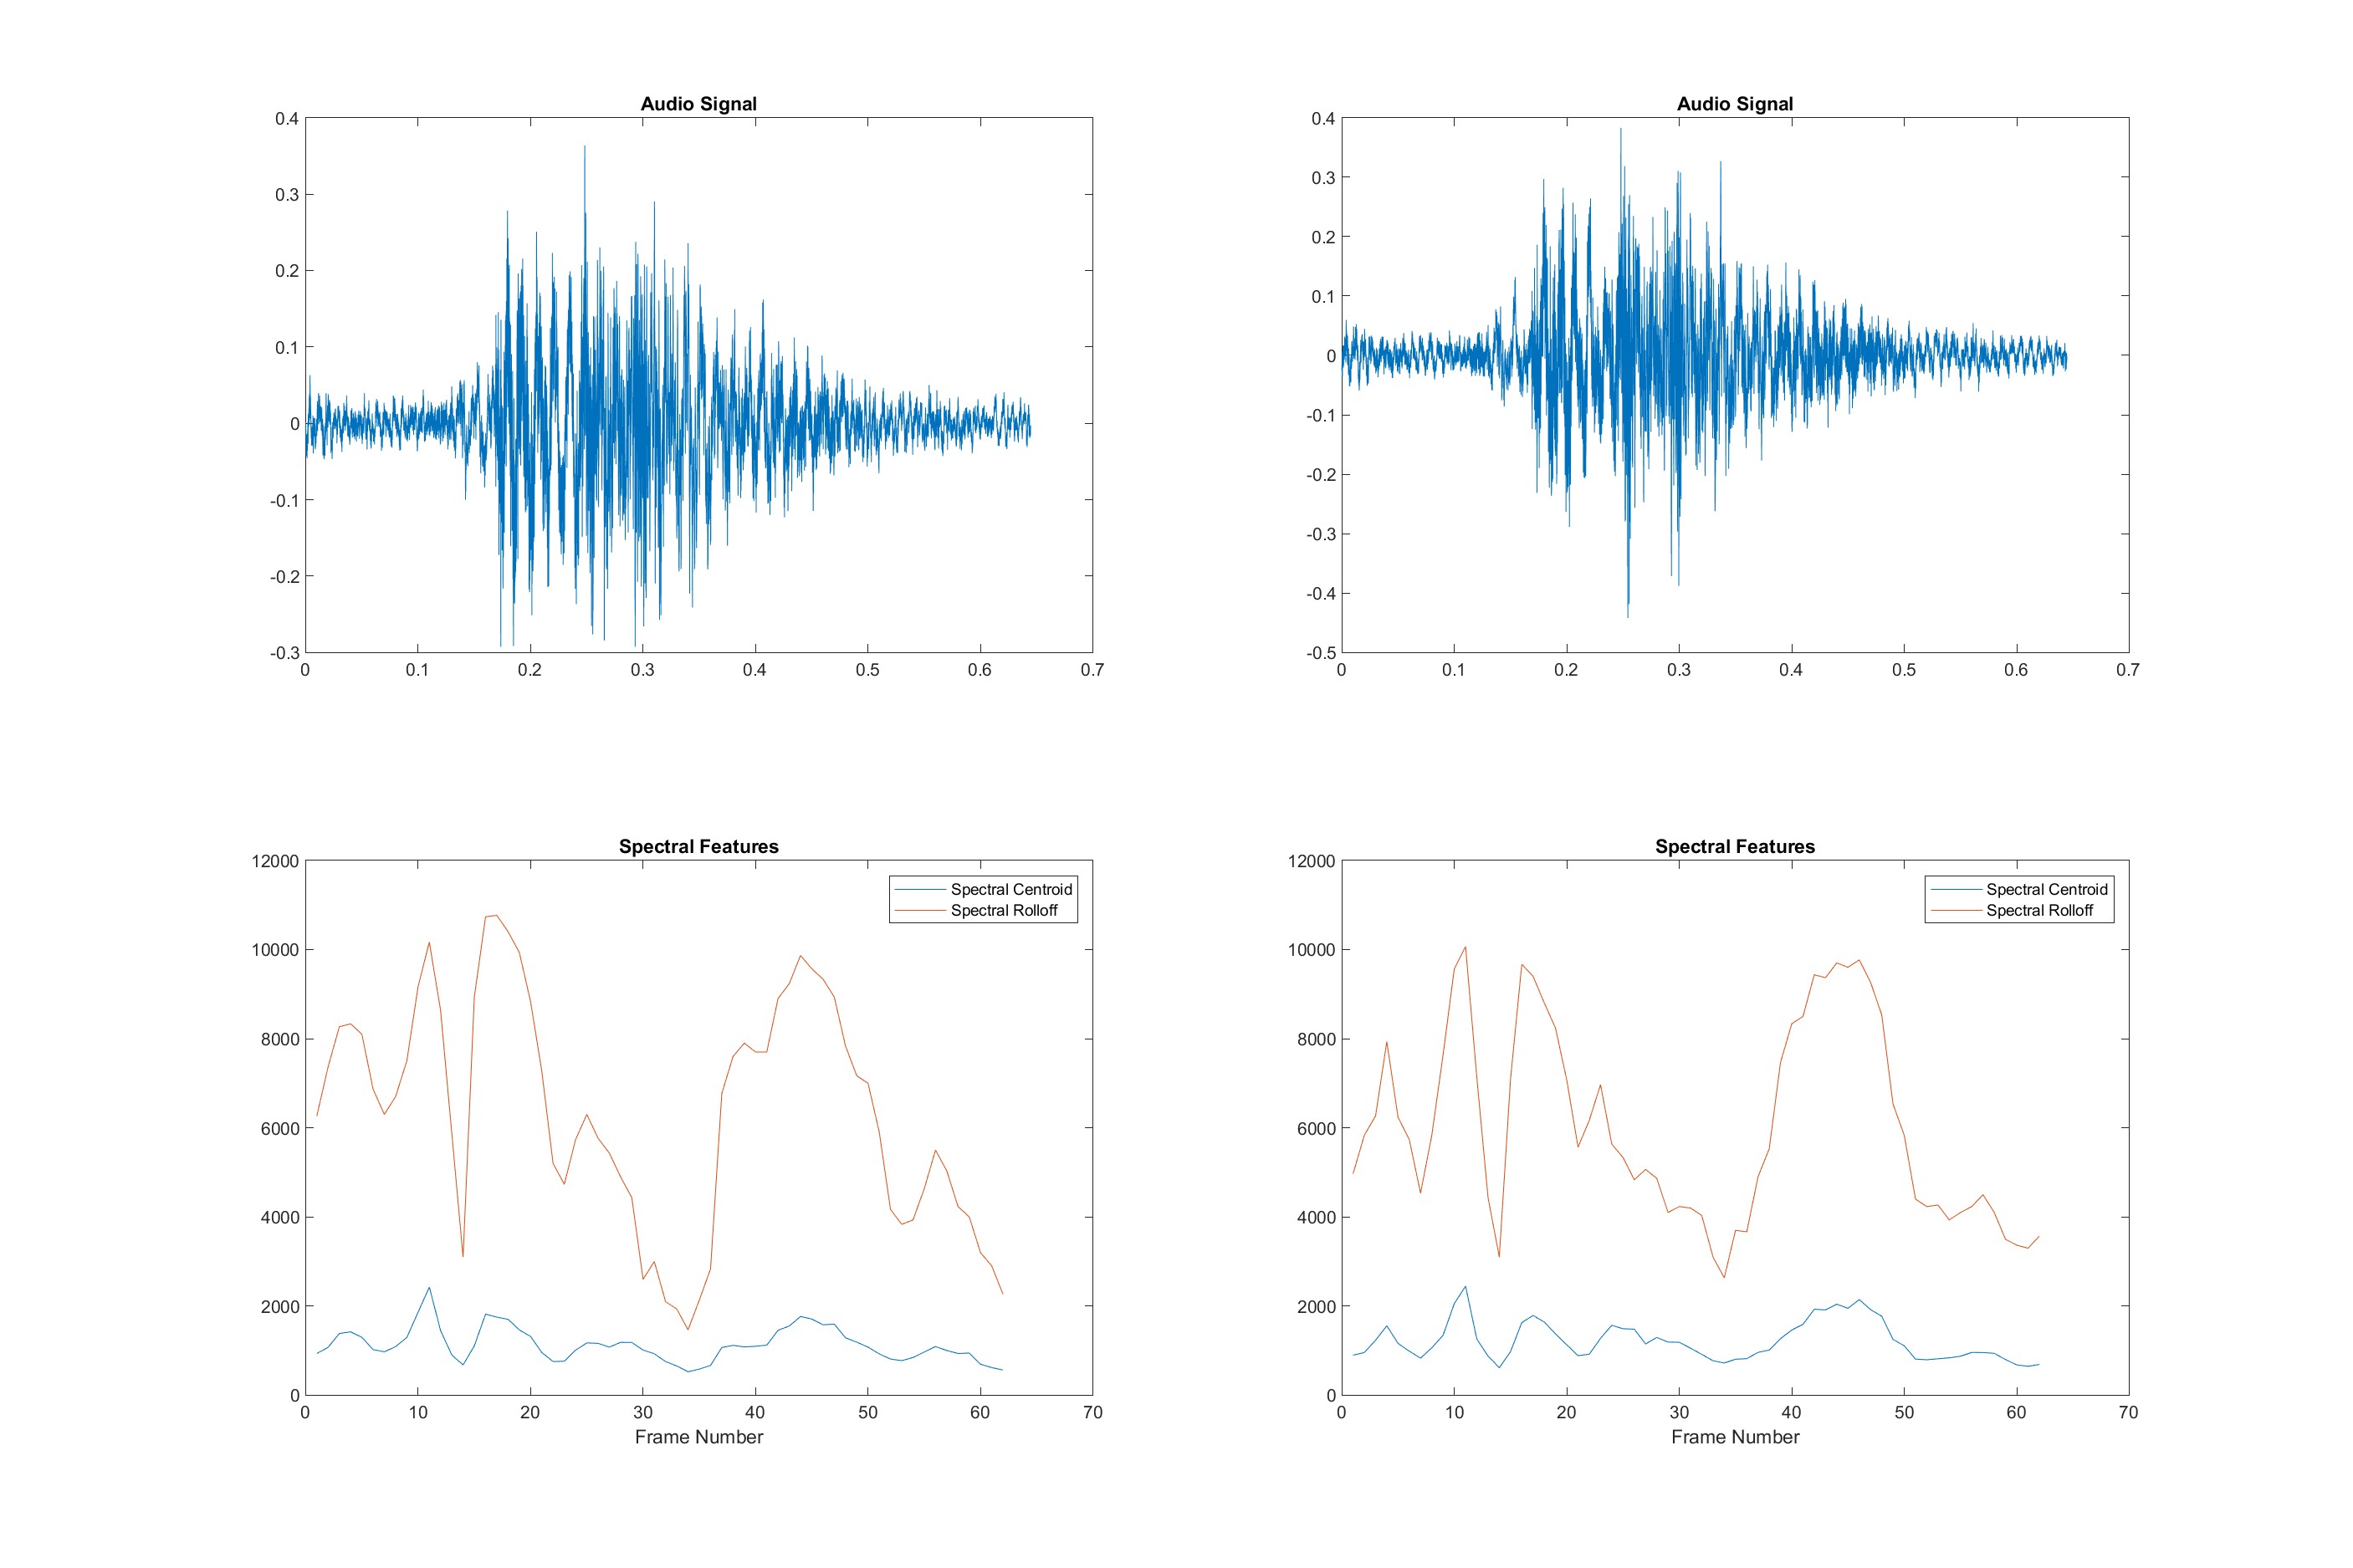 Audio Signal
0.4
0.3
0.2
0.1
0
-0.1
-0.2
-0.3
0 0.1 0.2 0.3 0.4 0.5 0.6 0.7
Audio Signal
0.4
0.3
0.2
0.1
0
-0.1
-0.2
-0.3
-0.4
-0.5
0 0.1 0.2 0.3 0.4 0.5 0.6 0.7
Spectral Features
12000
10000
8000
6000
4000
2000
0
Spectral Centroid
Spectral Rolloff
0 10 20 30 40 50 60 70
Frame Number
Spectral Features
12000
10000
8000
6000
4000
2000
0
Spectral Centroid
Spectral Rolloff
0 10 20 30 40 50 60 70
Frame Number